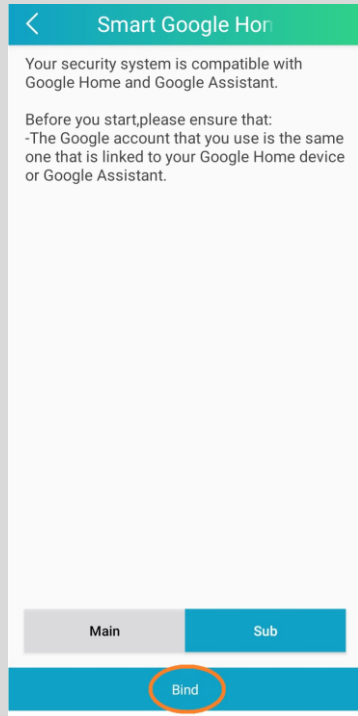 Smart Google Hon
Your security system is compatible with
Google Home and Google Assistant.
Before you start,please ensure that:
-The Google account that you use is the same
one that is linked to your Google Home device
or Google Assistant.
Main
Sub
Bind